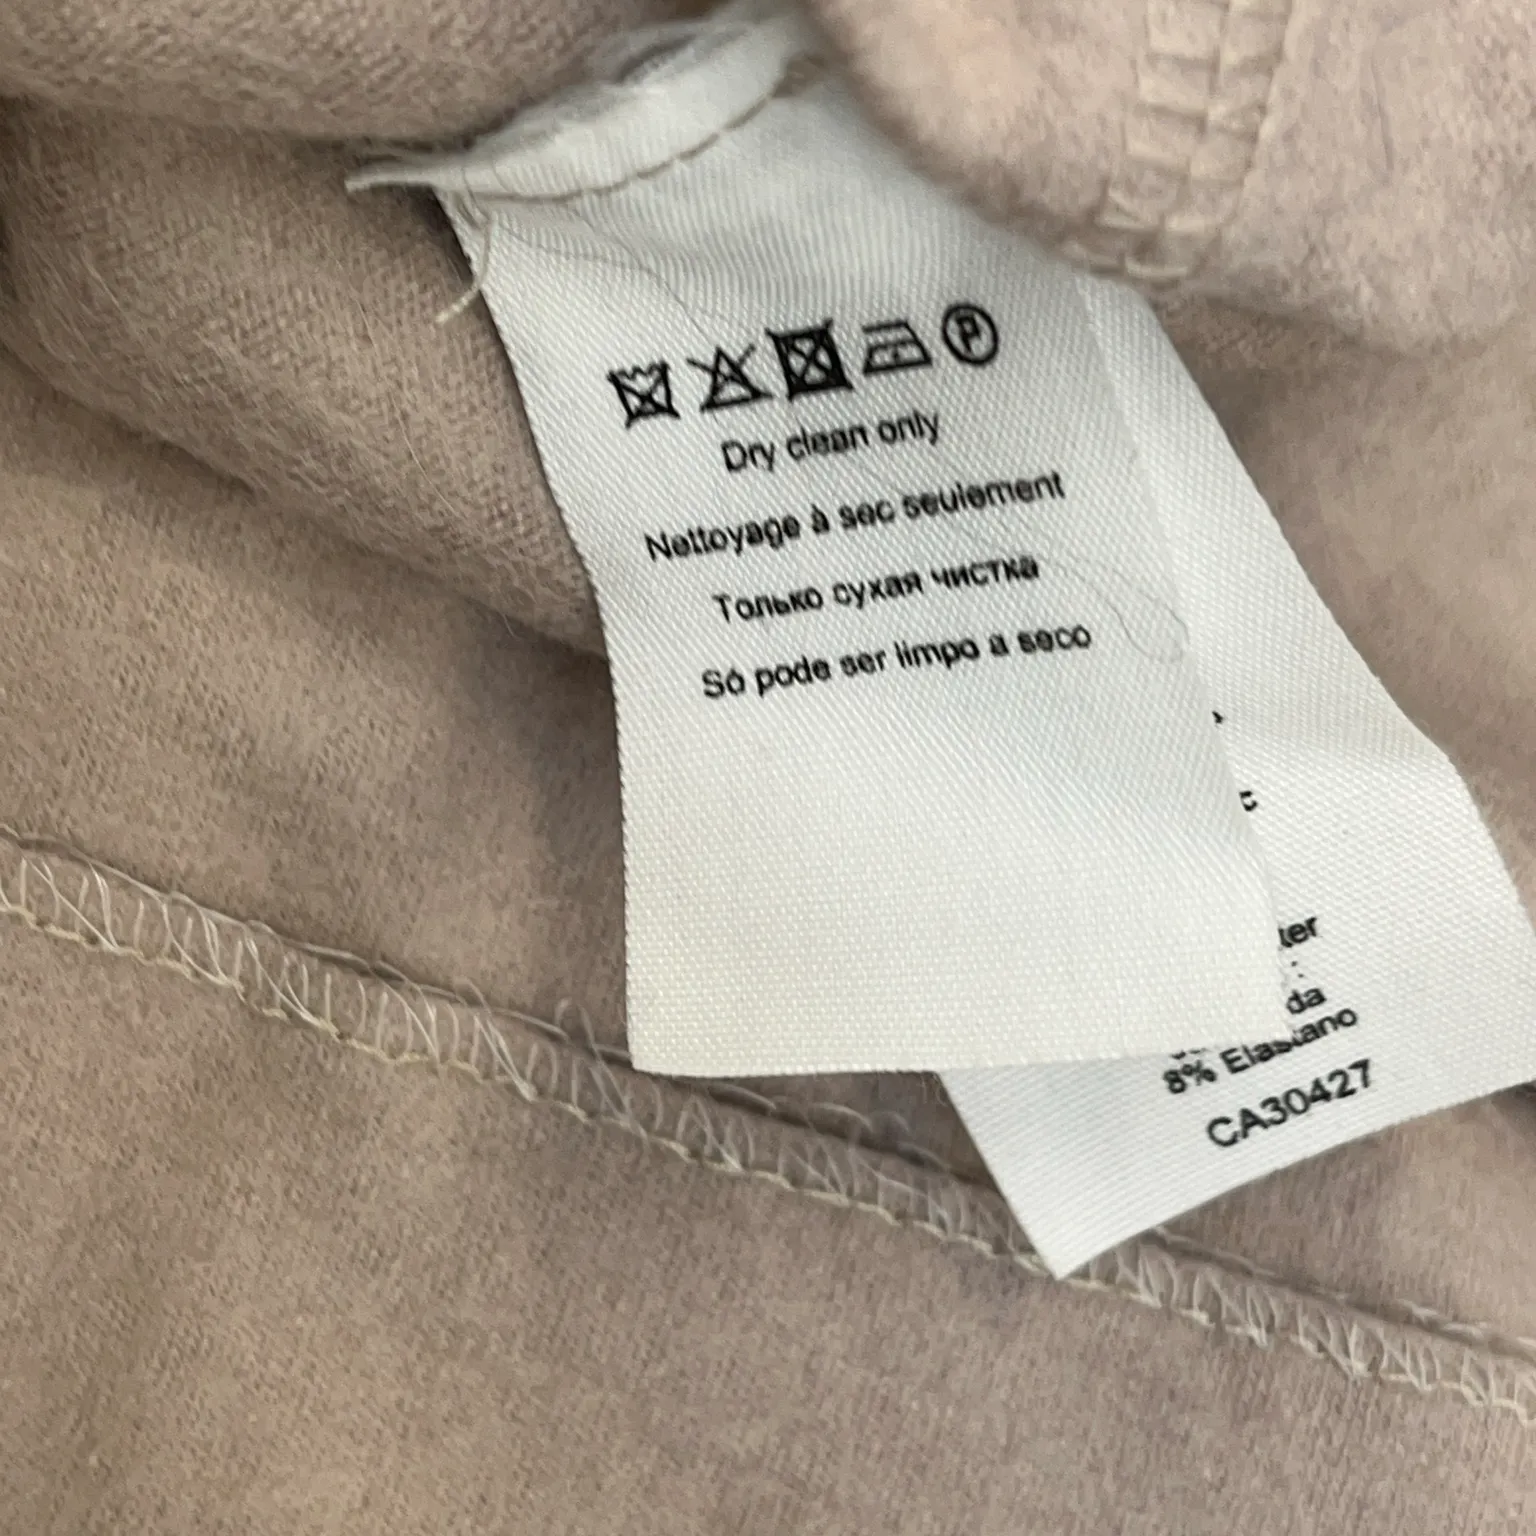 P
Dry clean only
Nettoyage à sec seulement
Только сухая чистка
Só pode ser limpo a seco
8% Elastano
CA30427